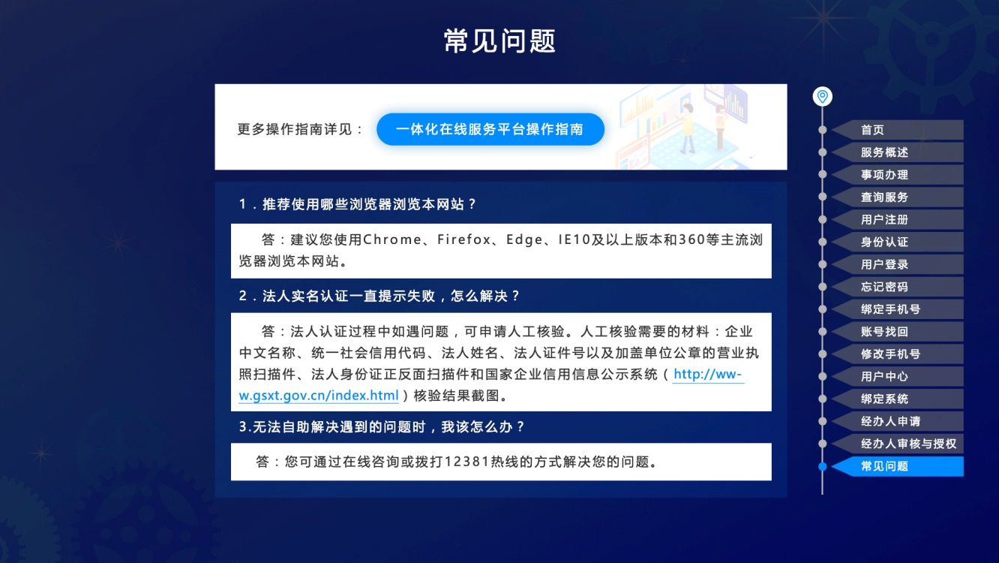 常见问题
更多操作指南详见：
一体化在线服务平台操作指南
1．推荐使用哪些浏览器浏览本网站？
答：建议您使用Chrome、Firefox、Edge、IE10及以上版本和360等主流浏
览器浏览本网站。
2．法人实名认证一直提示失败，怎么解决？
答：法人认证过程中如遇问题，可申请人工核验。人工核验需要的材料：企业
中文名称、统一社会信用代码、法人姓名、法人证件号以及加盖单位公章的营业执
照扫描件、法人身份证正反面扫描件和国家企业信用信息公示系统（http://ww-
w.gsxt.gov.cn/index.html）核验结果截图。
3.无法自助解决遇到的问题时，我该怎么办？
答：您可通过在线咨询或拨打12381热线的方式解决您的问题。
首页
服务概述
事项办理
查询服务
用户注册
身份认证
用户登录
忘记密码
绑定手机号
账号找回
修改手机号
用户中心
绑定系统
经办人申请
经办人审核与授权
常见问题